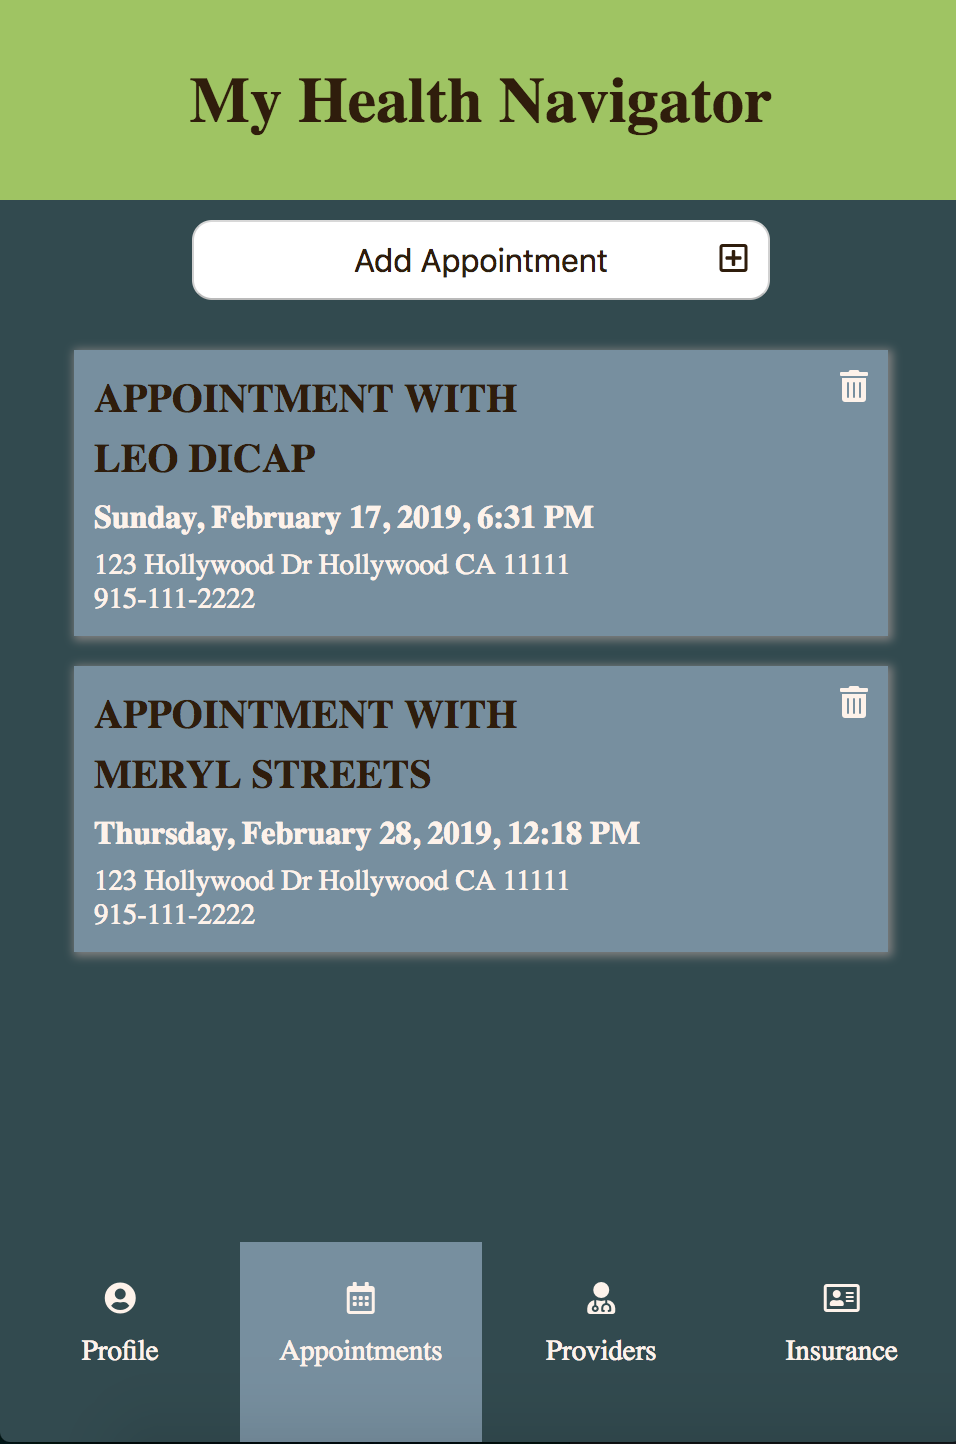 My Health Navigator
Add Appointment
APPOINTMENT WITH
LEO DICAP
Sunday, February 17, 2019, 6:31 PM
123 Hollywood Dr Hollywood CA 11111
915-111-2222
APPOINTMENT WITH
MERYL STREETS
Thursday, February 28, 2019, 12:18 PM
123 Hollywood Dr Hollywood CA 11111
915-111-2222
Profile
Appointments
Providers
Insurance